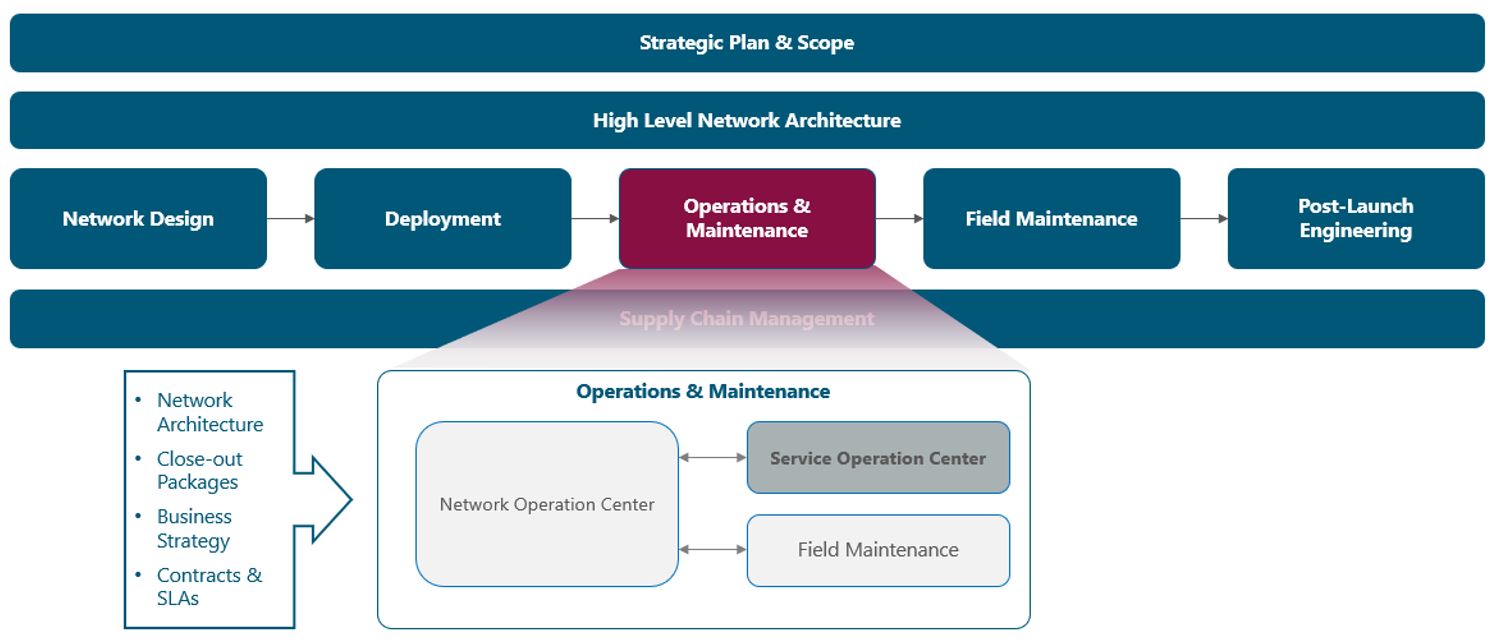 Strategic Plan & Scope
High Level Network Architecture
Network Design
Deployment
Operations &
Maintenance
Field Maintenance
Post-Launch
Engineering
Supply Chain Management
• Network
Architecture
• Close-out
Packages
• Business
Strategy
• Contracts &
SLAs
Operations & Maintenance
Network Operation Center
Service Operation Center
Field Maintenance